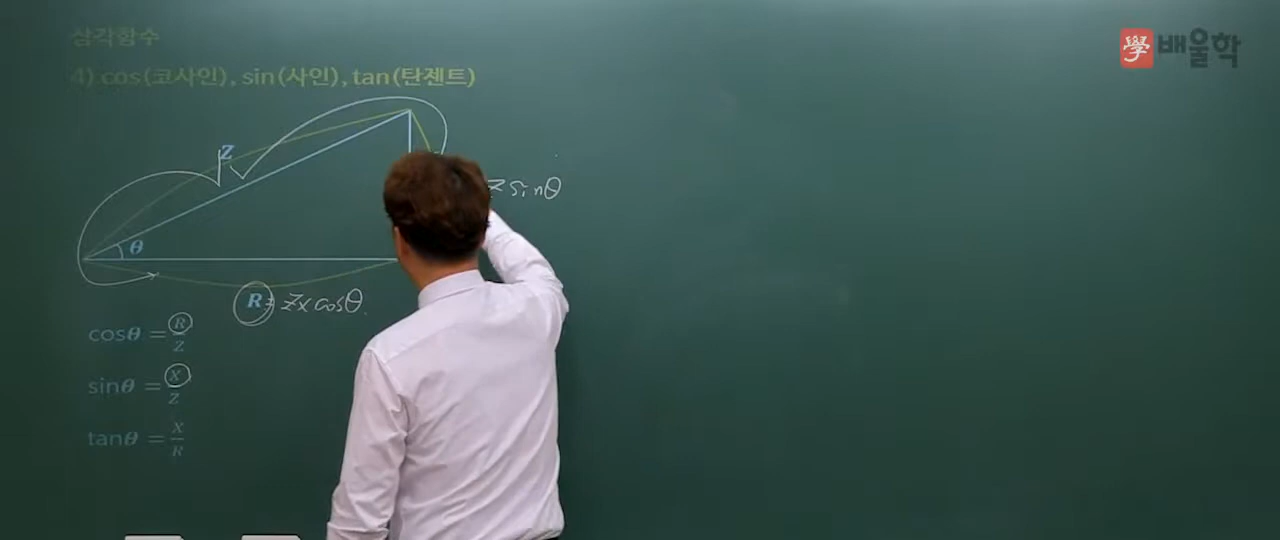 삼각함수
學 배울학
4) cos(코사인), sin(사인), tan(탄젠트)
Z
Z sinθ
θ
R = Z x cosθ
cosθ = R/Z
sinθ = X/Z
tanθ = X/R